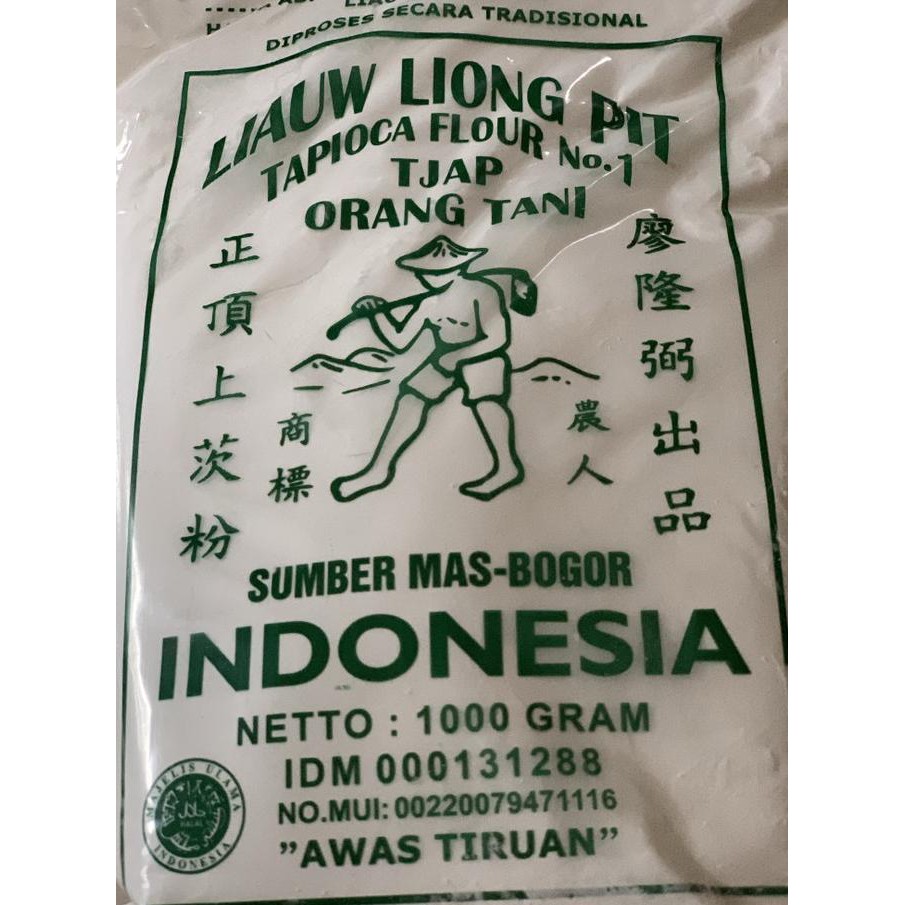 DIPROSES SECARA TRADISIONAL
LIAUW LIONG PIT
TAPIOCA FLOUR No.1
TJAP
ORANG TANI
正頂上茨粉
商標
農人
廖隆弼出品
SUMBER MAS-BOGOR
INDONESIA
NETTO : 1000 GRAM
IDM 000131288
NO.MUI: 00220079471116
"AWAS TIRUAN"
MAJELIS ULAMA
HALAL
INDONESIA